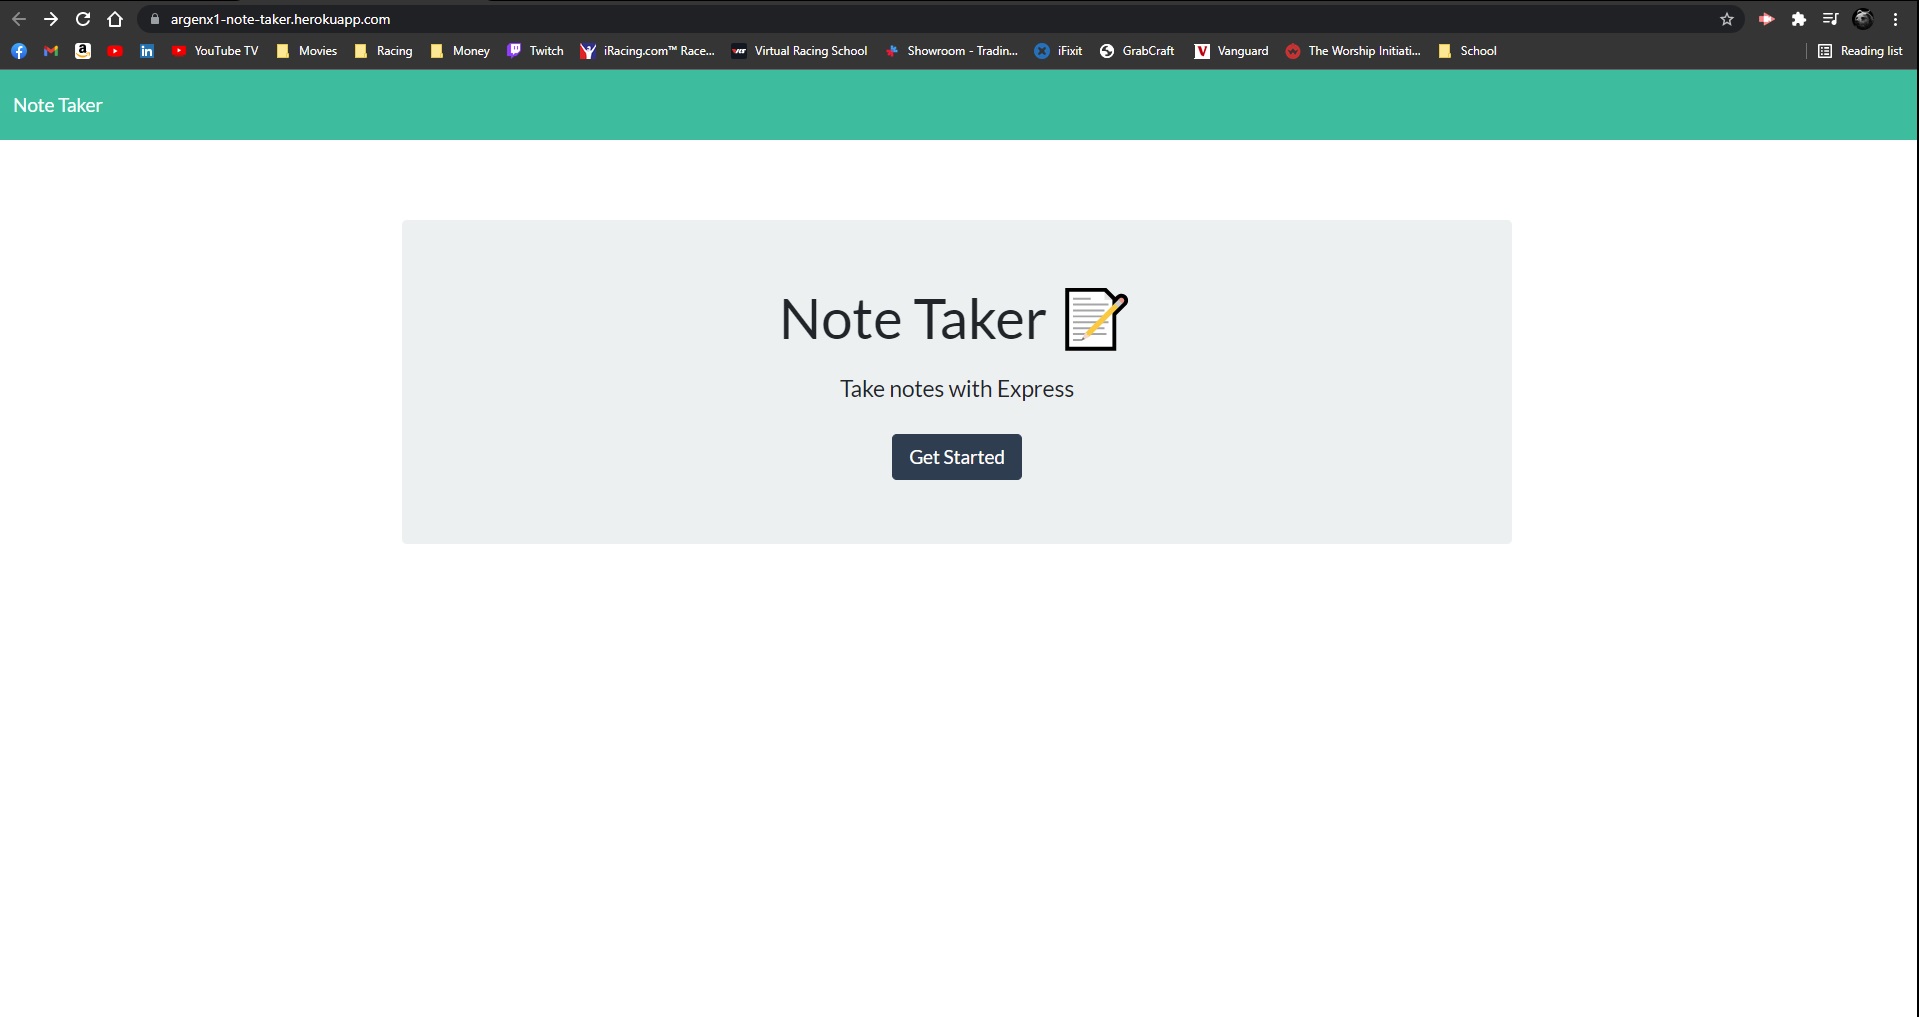 argenx1-note-taker.herokuapp.com
YouTube TV Movies Racing Money Twitch iRacing.com™ Race... Virtual Racing School Showroom - Tradin... iFixit GrabCraft Vanguard The Worship Initiati... School Reading list
Note Taker
Note Taker
Take notes with Express
Get Started